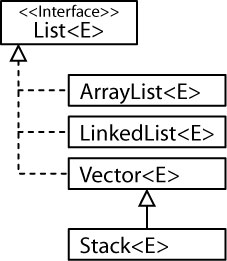 <<Interface>>
List<E>
ArrayList<E>
LinkedList<E>
Vector<E>
Stack<E>